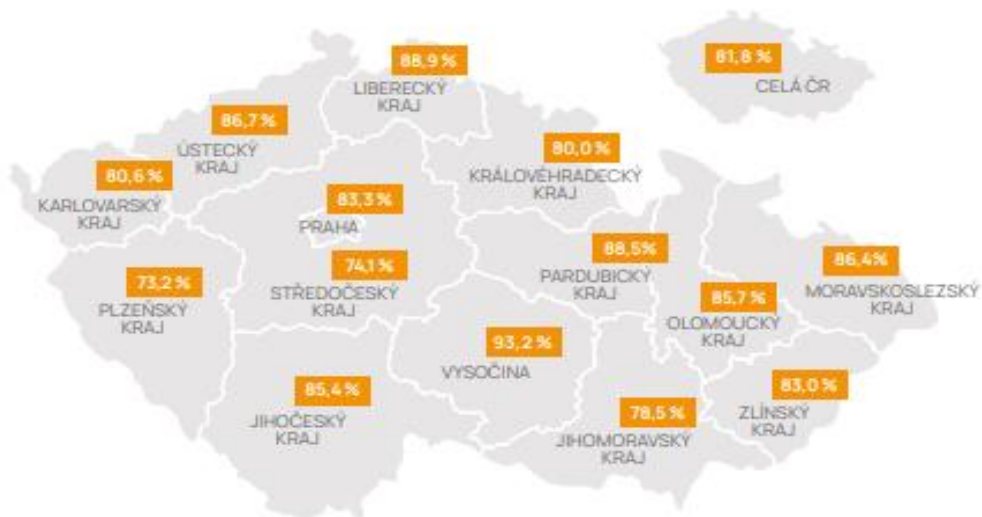 81,8 %
CELÁ ČR
88,9 %
LIBERECKÝ
KRAJ
86,7 %
ÚSTECKÝ
KRAJ
80,0 %
KRÁLOVÉHRADECKÝ
KRAJ
80,6 %
KARLOVARSKÝ
KRAJ
83,3 %
PRAHA
88,5%
PARDUBICKÝ
KRAJ
86,4%
MORAVSKOSLEZSKÝ
KRAJ
73,2 %
PLZEŇSKÝ
KRAJ
74,1 %
STŘEDOČESKÝ
KRAJ
85,7 %
OLOMOUCKÝ
KRAJ
93,2 %
VYSOČINA
85,4 %
JIHOČESKÝ
KRAJ
78,5 %
JIHOMORAVSKÝ
KRAJ
83,0 %
ZLÍNSKÝ
KRAJ